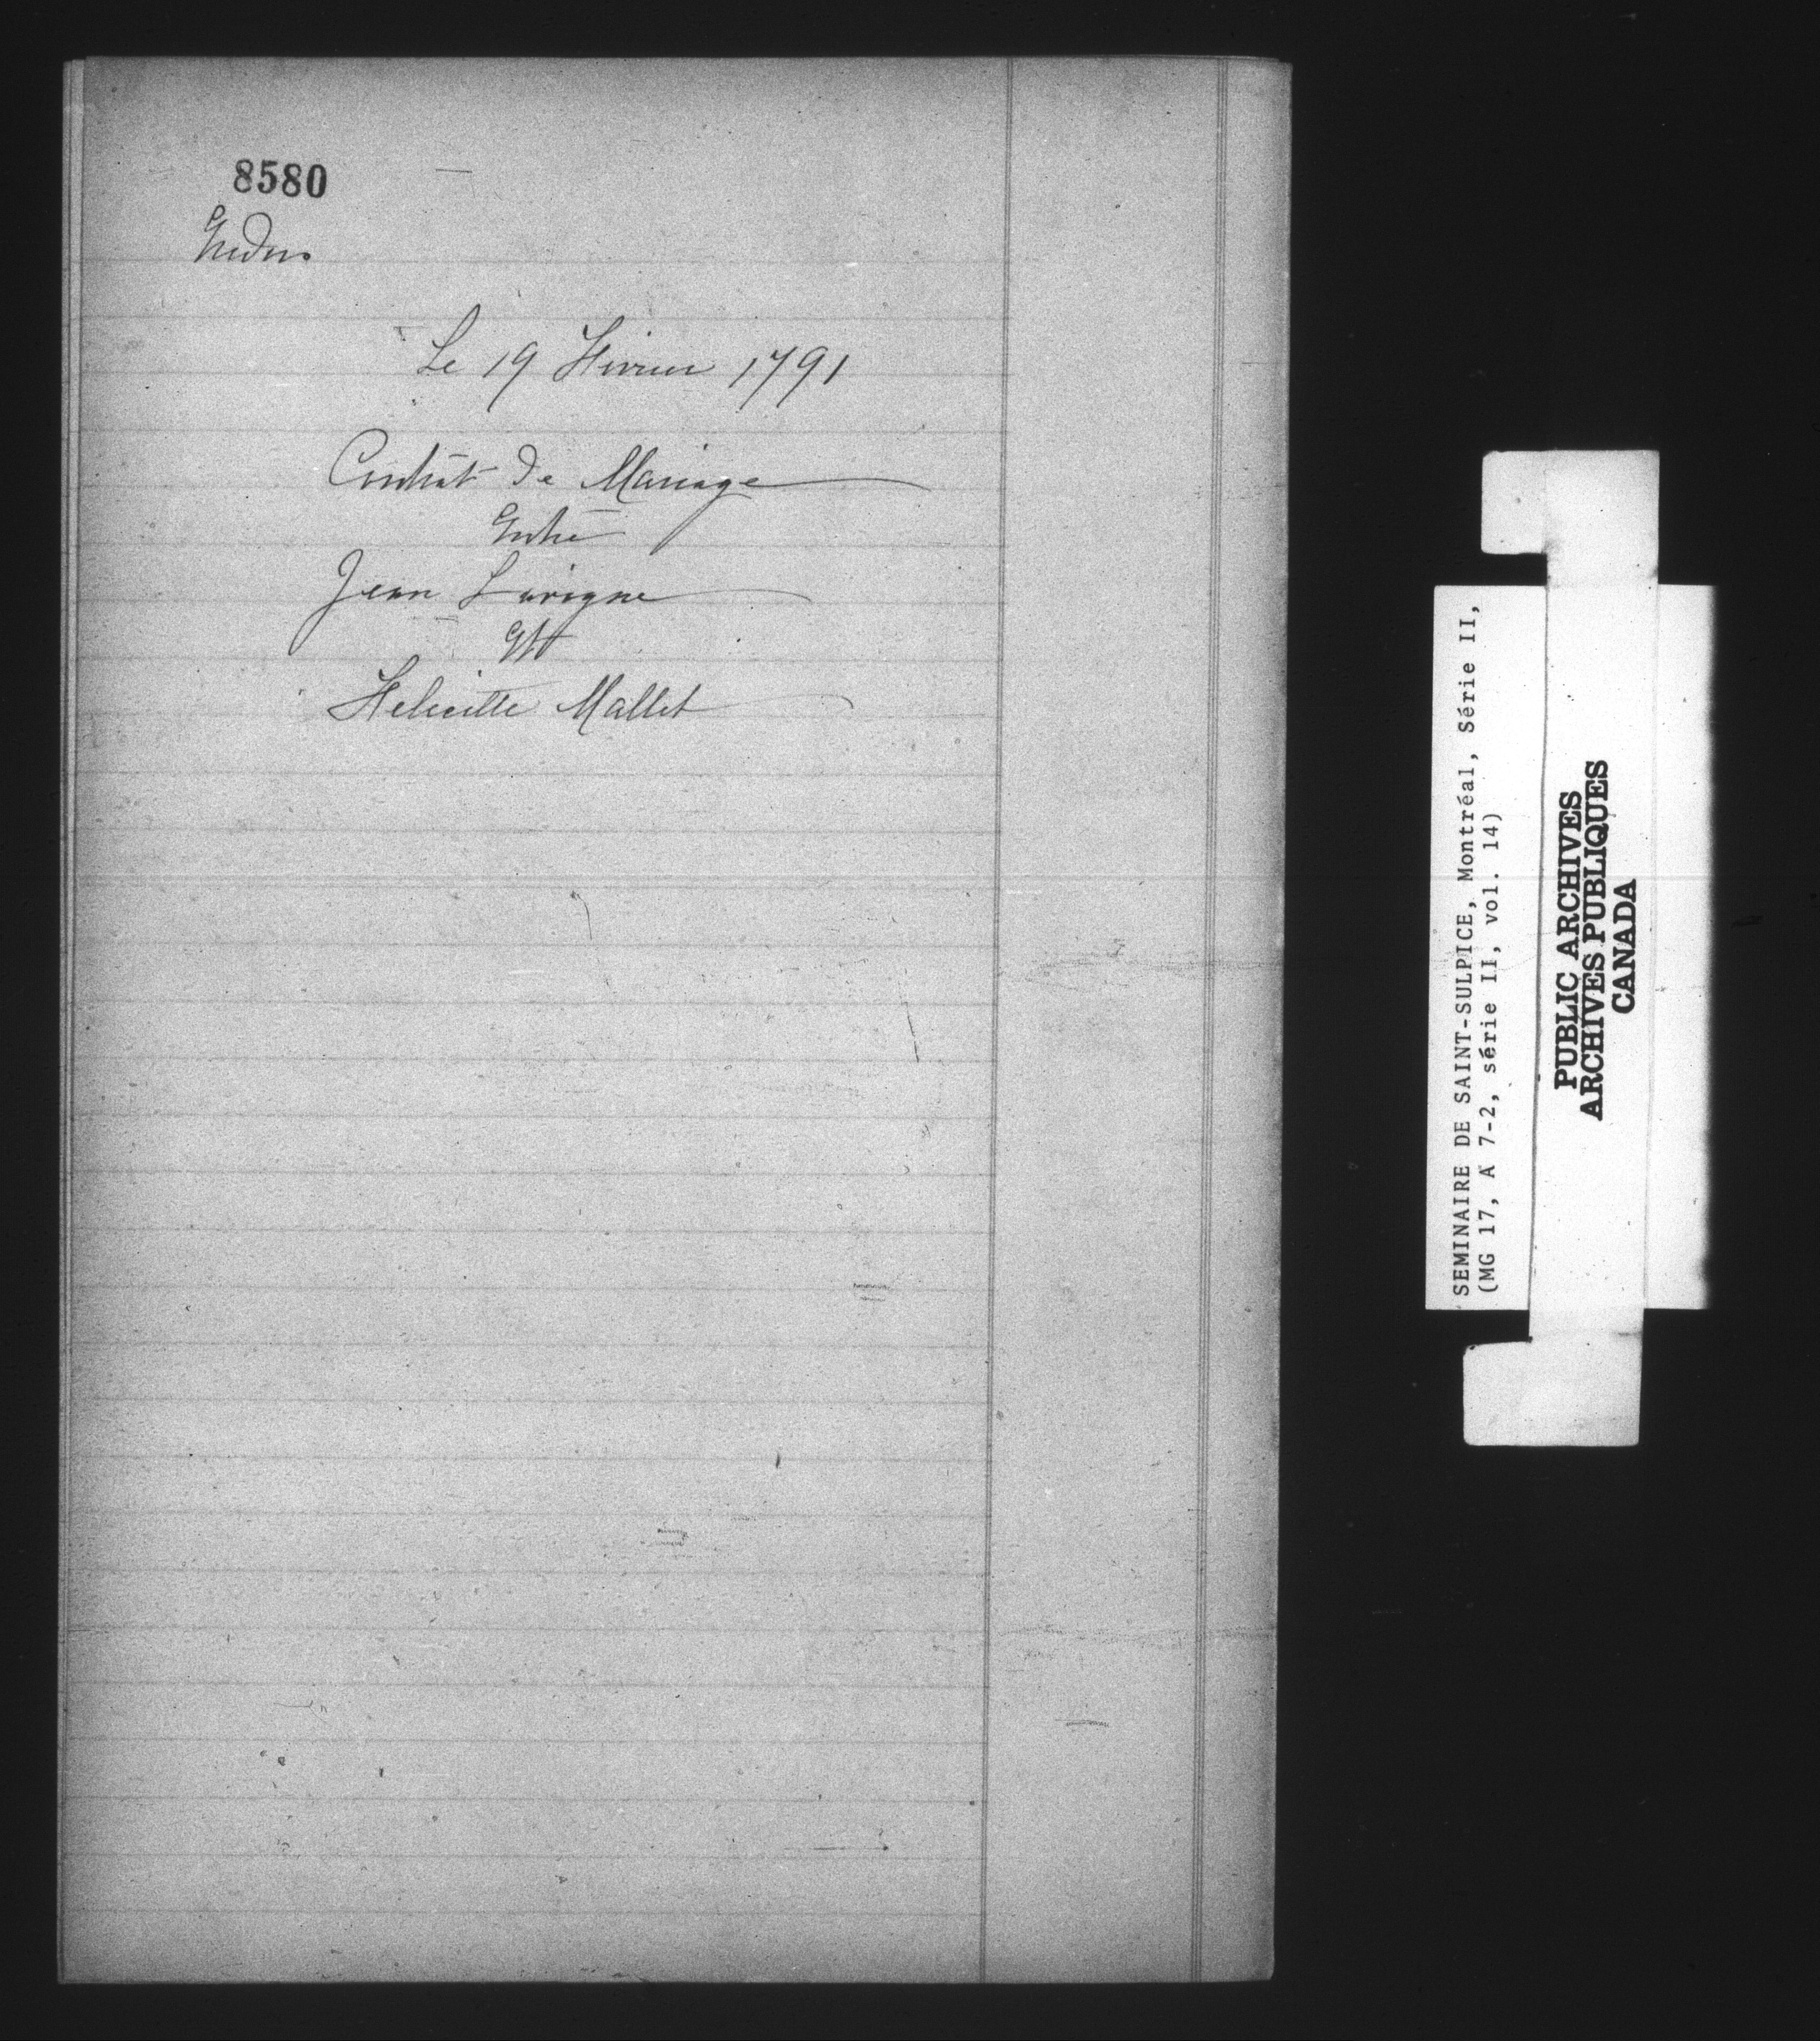 8580
Endos
Le 19 Février 1791
Contrat de Mariage
Entre
Jean Lavigne
Et
Felicitte Mallet
SEMINAIRE DE SAINT-SULPICE, Montréal, Série II,
(MG 17, A 7-2, série II, vol. 14)
PUBLIC ARCHIVES
ARCHIVES PUBLIQUES
CANADA